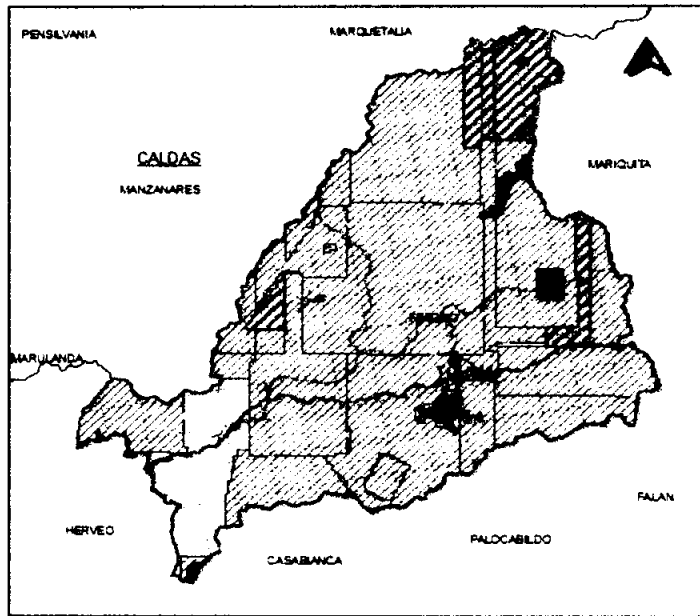 PENSILVANIA
MARQUETALIA
CALDAS
MANZANARES
MARIQUITA
MARULANDA
FALAN
HERVEO
PALOCABILDO
CASABIANCA